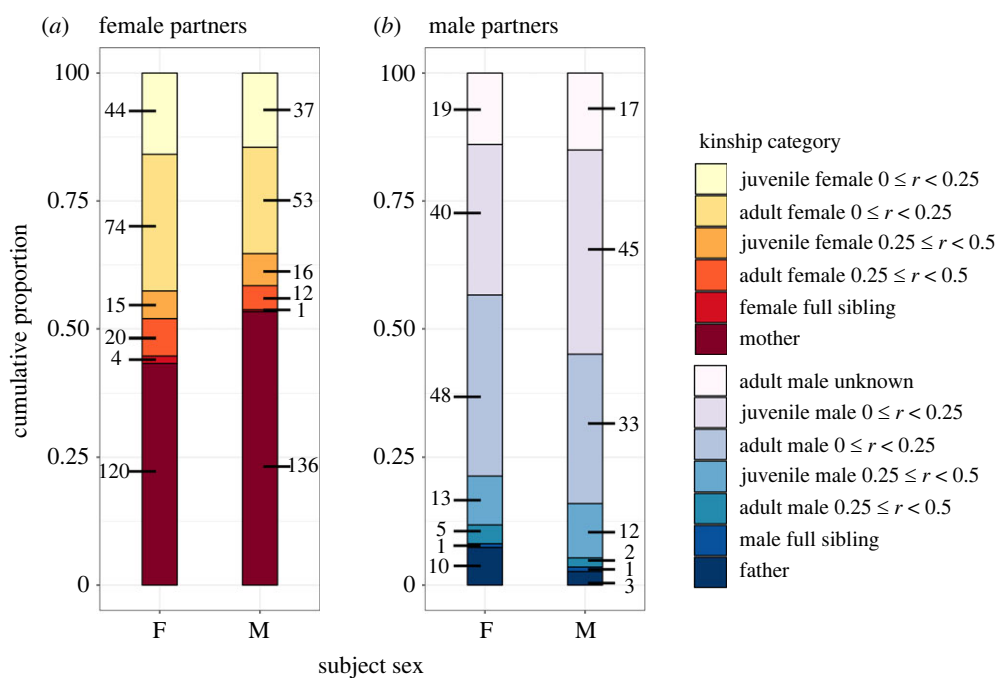 (a) female partners
(b) male partners
cumulative proportion
100
0.75
0.50
0.25
0
44
74
15
20
4
120
37
53
16
12
1
136
F
M
100
0.75
0.50
0.25
0
19
40
48
13
5
1
10
17
45
33
12
2
1
3
F
M
subject sex
kinship category
juvenile female 0 ≤ r < 0.25
adult female 0 ≤ r < 0.25
juvenile female 0.25 ≤ r < 0.5
adult female 0.25 ≤ r < 0.5
female full sibling
mother
adult male unknown
juvenile male 0 ≤ r < 0.25
adult male 0 ≤ r < 0.25
juvenile male 0.25 ≤ r < 0.5
adult male 0.25 ≤ r < 0.5
male full sibling
father